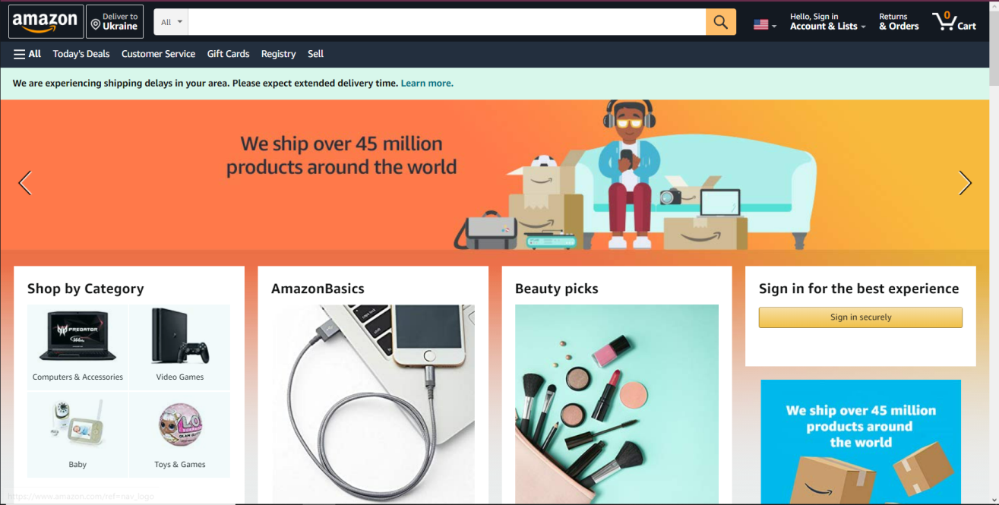 amazon
Deliver to
Ukraine
All
Hello, Sign in
Account & Lists
Returns
& Orders
0
Cart
All
Today's Deals
Customer Service
Gift Cards
Registry
Sell
We are experiencing shipping delays in your area. Please expect extended delivery time. Learn more.
We ship over 45 million
products around the world
Shop by Category
PREDATOR
Computers & Accessories
Video Games
Baby
Toys & Games
AmazonBasics
caps lock
shift
Beauty picks
Sign in for the best experience
Sign in securely
We ship over 45 million
products around
the world
https://www.amazon.com/ref=nav_logo